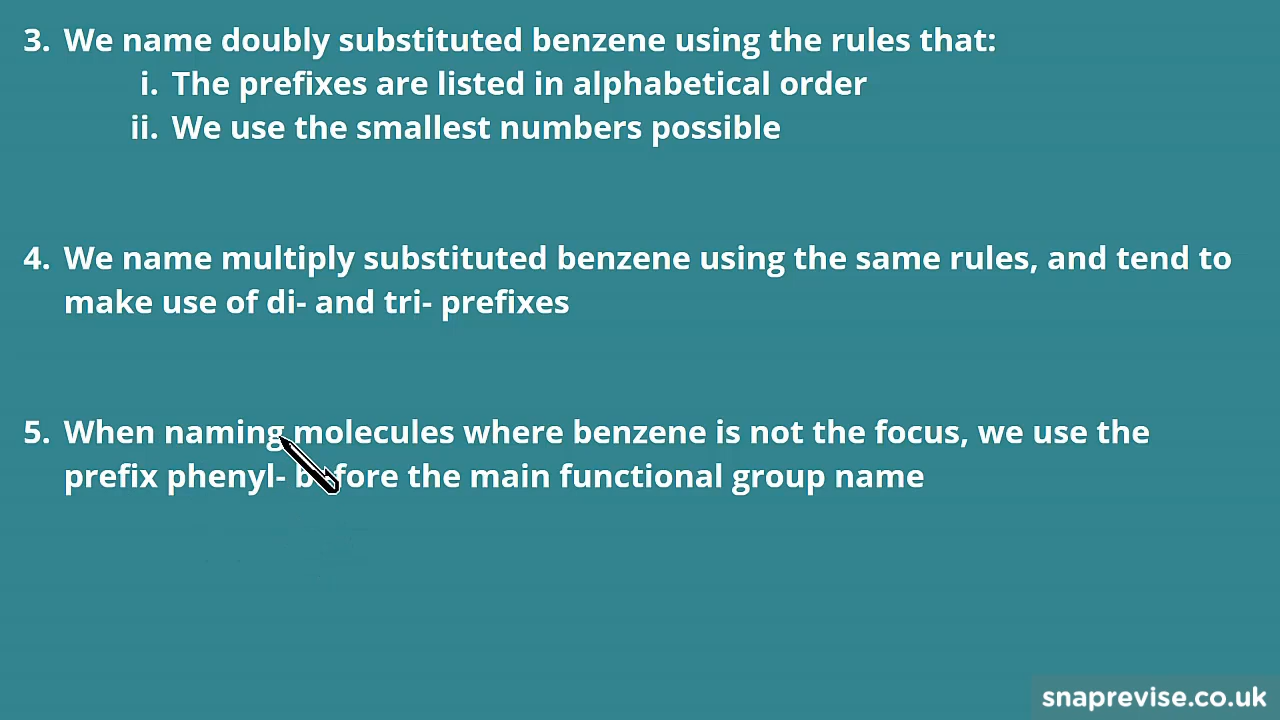 3. We name doubly substituted benzene using the rules that:
i. The prefixes are listed in alphabetical order
ii. We use the smallest numbers possible
4. We name multiply substituted benzene using the same rules, and tend to
make use of di- and tri- prefixes
5. When naming molecules where benzene is not the focus, we use the
prefix phenyl- before the main functional group name
snaprevise.co.uk